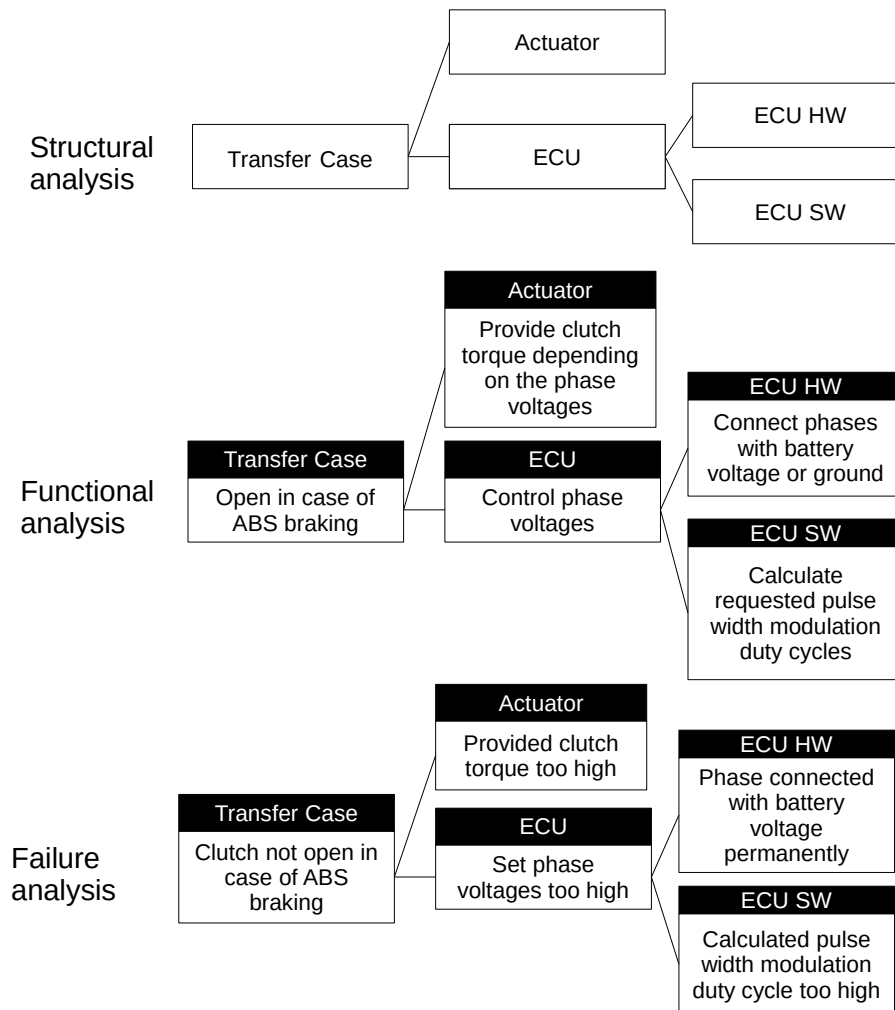 Structural
analysis
Transfer Case
Actuator
ECU
ECU HW
ECU SW
Functional
analysis
Transfer Case
Open in case of
ABS braking
Actuator
Provide clutch
torque depending
on the phase
voltages
ECU
Control phase
voltages
ECU HW
Connect phases
with battery
voltage or ground
ECU SW
Calculate
requested pulse
width modulation
duty cycles
Failure
analysis
Transfer Case
Clutch not open in
case of ABS
braking
Actuator
Provided clutch
torque too high
ECU
Set phase
voltages too high
ECU HW
Phase connected
with battery
voltage
permanently
ECU SW
Calculated pulse
width modulation
duty cycle too high